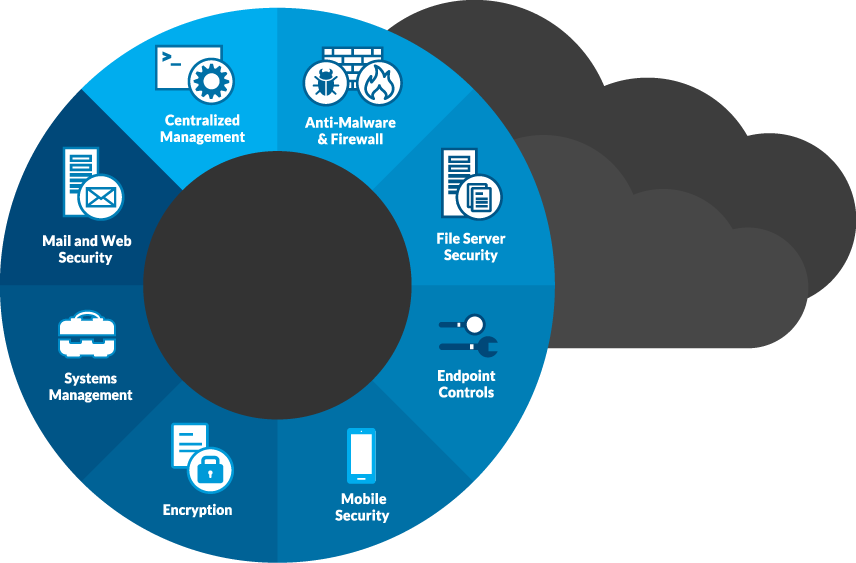 Centralized
Management
Anti-Malware
& Firewall
File Server
Security
Endpoint
Controls
Mobile
Security
Encryption
Systems
Management
Mail and Web
Security